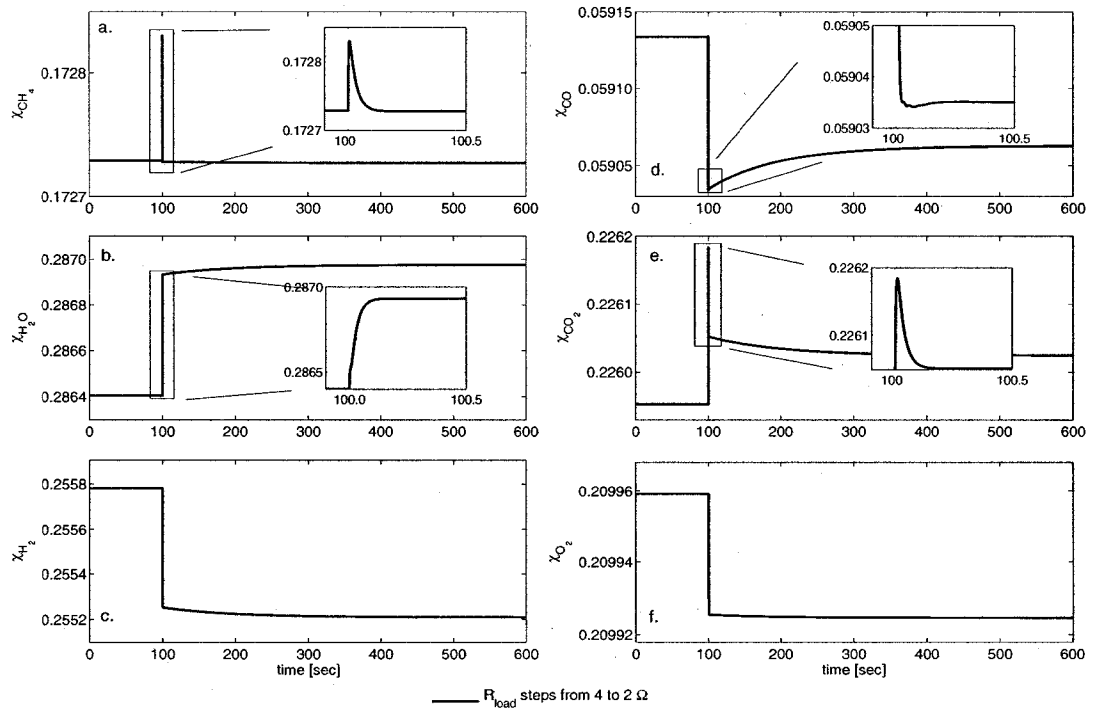 a.
0.1728
0.1727
χCH4
0.1728
0.1727
100
100.5
0 100 200 300 400 500 600
d.
0.05915
0.0591
0.05905
0.059
χCO
0.05905
0.05904
0.05903
100
100.5
0 100 200 300 400 500 600
b.
0.2870
0.2868
0.2866
0.2864
χH2O
0.2870
0.2865
100.0
100.5
0 100 200 300 400 500 600
e.
0.2262
0.2261
0.2260
χCO2
0.2262
0.2261
100
100.5
0 100 200 300 400 500 600
c.
0.2558
0.2556
0.2554
0.2552
χH2
0 100 200 300 400 500 600
time [sec]
f.
0.20996
0.20994
0.20992
χO2
0 100 200 300 400 500 600
time [sec]
Rload steps from 4 to 2 Ω